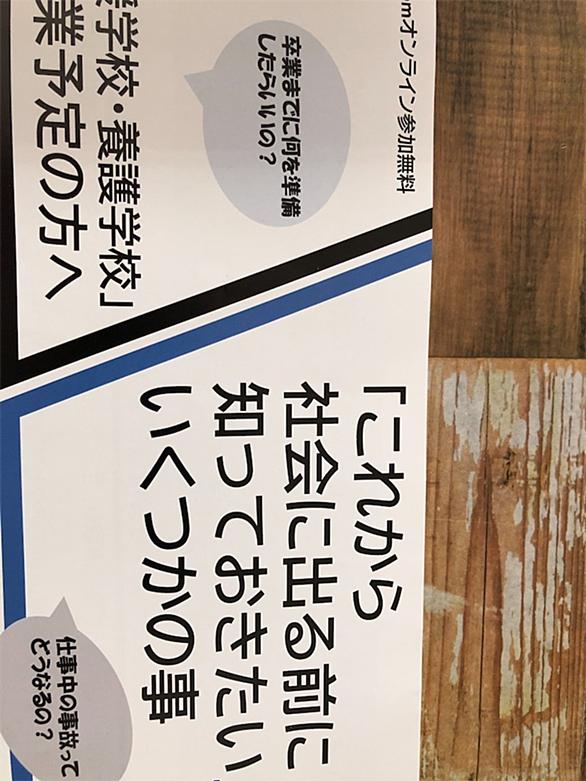 omオンライン参加無料
卒業までに何を準備
したらいいの？
学校・養護学校」
業予定の方へ
「これから
社会に出る前に
知っておきたい
いくつかの事
仕事中の事故って
どうなるの？